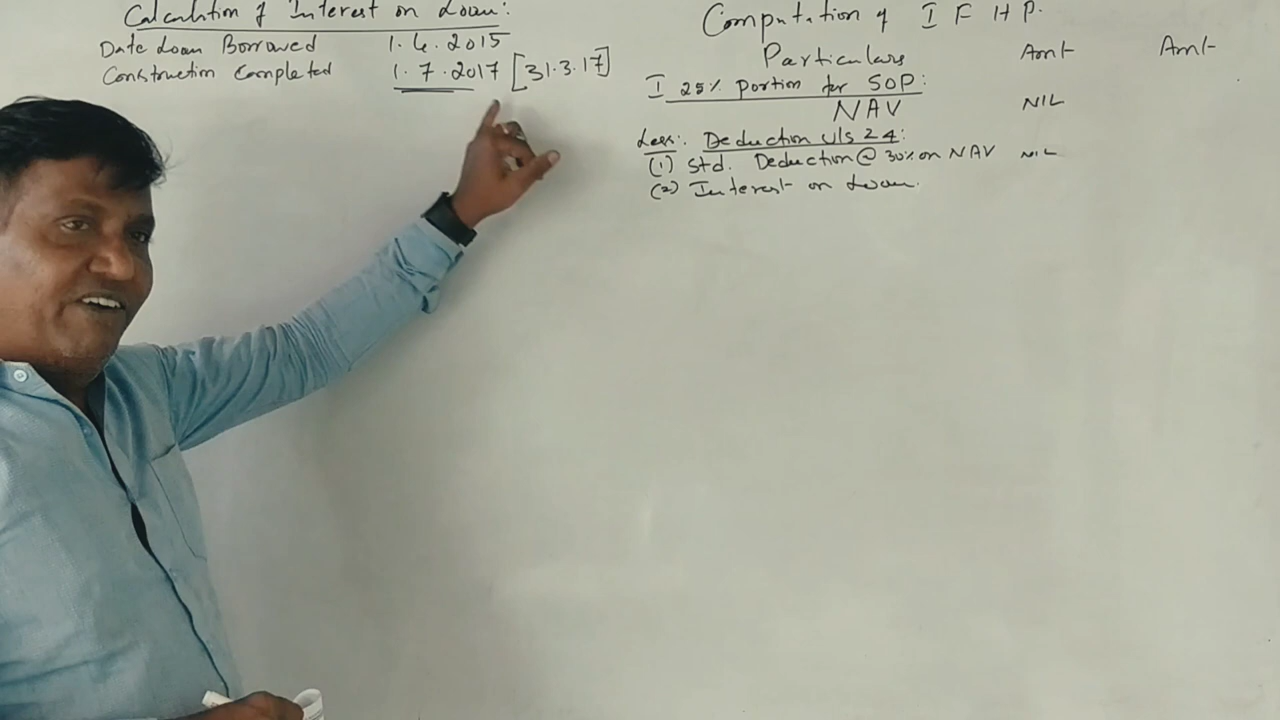 Calculation of Interest on Loan:
Date Loan Borrowed 1.4.2015
Construction Completed 1.7.2017 [31.3.17]
Computation of I F H P.
Particulars Amt Amt
I 25% portion for SOP:
NAV NIL
Less: Deduction u/s 24:
(1) Std. Deduction @ 30% on NAV NIL
(2) Interest on Loan.